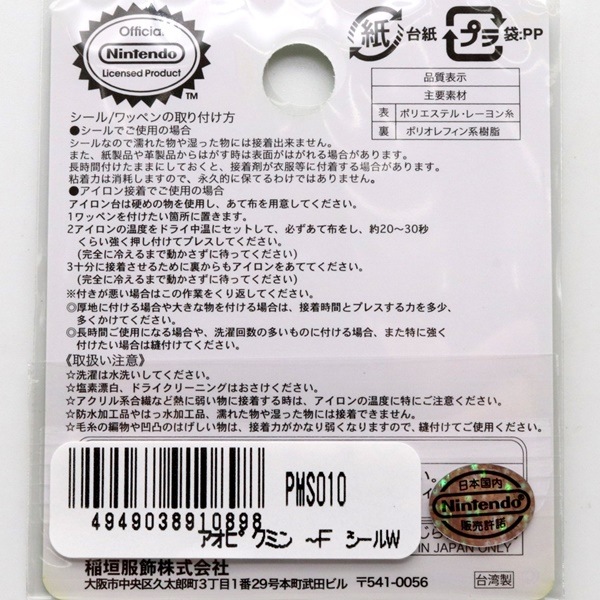 Official
Nintendo
Licensed Product
TM
紙 台紙 プラ 袋:PP
品質表示
主要素材
表 ポリエステル・レーヨン糸
裏 ポリオレフィン系樹脂
シール/ワッペンの取り付け方
●シールでご使用の場合
シールなので濡れた物や湿った物には接着出来ません。
また、紙製品や革製品からはがす時は表面がはれる場合があります。
長時間付けたままにしておくと、接着剤が衣服等に付着する場合があります。
粘着力は消耗しますので、永久的に保てるわけではありません。
●アイロン接着でご使用の場合
アイロン台は硬めの物を使用し、あて布を用意してください。
1ワッペンを付けたい箇所に置きます。
2アイロンの温度をドライ中温にセットして、必ずあて布をし、約20〜30秒
くらい強く押し付けてプレスしてください。
(完全に冷えるまで動かさずに待ってください)
3十分に接着させるために裏からもアイロンをあててください。
(完全に冷えるまで動かさずに待ってください)
※付きが悪い場合はこの作業をくり返してください。
◎厚地に付ける場合や大きな物を付ける場合は、接着時間とプレスする力を多少、
多くかけてください。
◎長時間ご使用になる場合や、洗濯回数の多いものに付ける場合、また特に強く
付けたい場合は縫付けてください。
《取扱い注意》
☆洗濯は水洗いしてください。
☆塩素漂白、ドライクリーニングはおさけください。
☆アクリル系合繊など熱に弱い物に接着する時は、アイロンの温度に特にご注意ください。
☆防水加工品やはっ水加工品、濡れた物や湿った物には接着できません。
☆毛糸の編物や凹凸のはげしい物は、接着力がかなり弱くなりますので、縫付けてご使用ください。
PMS010
4949038910898
アオピクミン ~F シールW
日本国内
Nintendo
販売許諾
IN JAPAN ONLY
稲垣服飾株式会社
大阪市中央区久太郎町3丁目1番29号本町武田ビル 〒541-0056
台湾製